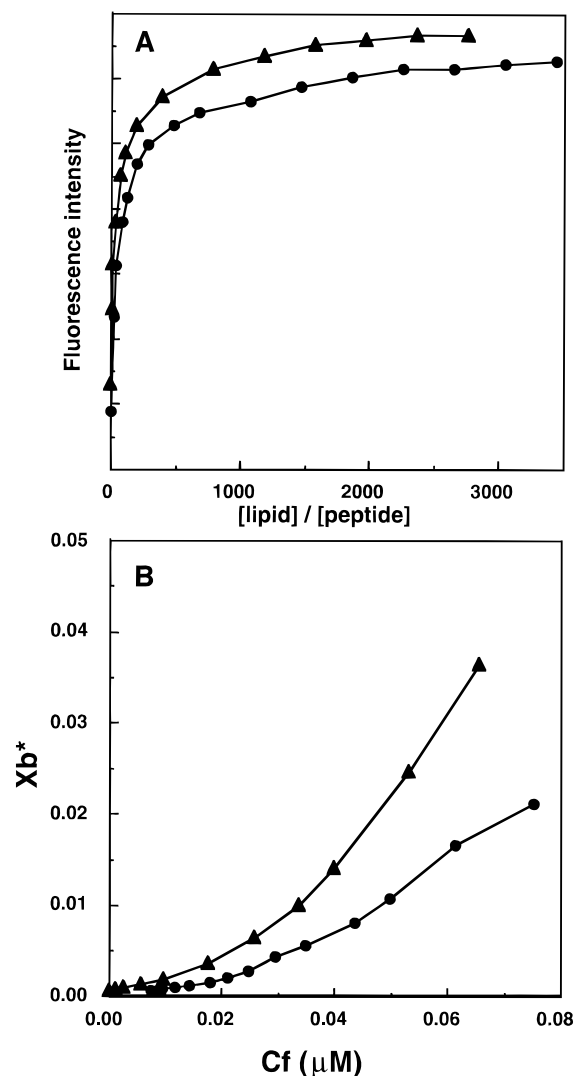 A
Fluorescence intensity
0 1000 2000 3000
[lipid] / [peptide]
B
0.05
0.04
0.03
0.02
0.01
0.00
Xb*
0.00 0.02 0.04 0.06 0.08
Cf (μM)